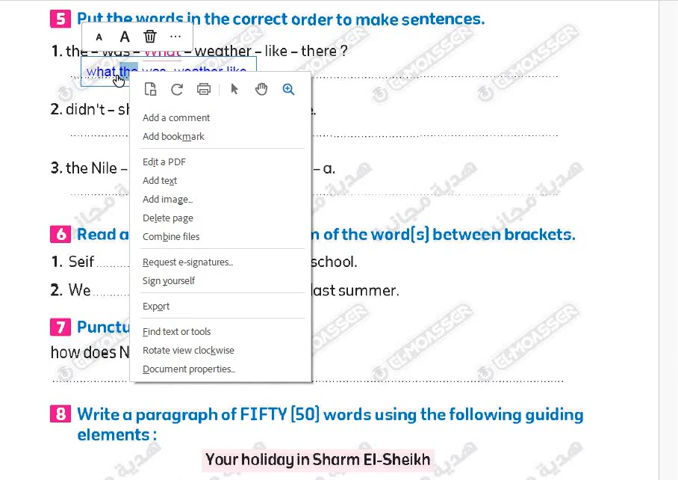 5 Put the words in the correct order to make sentences.
A A ...
1. the – was – What – weather – like – there ?
what the was weather like
2. didn't – sh
.
3. the Nile –
– a.
Add a comment
Add bookmark
Edit a PDF
Add text
Add image...
Delete page
Combine files
Request e-signatures...
Sign yourself
Export
Find text or tools
Rotate view clockwise
Document properties...
6 Read a
m of the word(s) between brackets.
1. Seif
school.
2. We
last summer.
7 Punctu
how does N
8 Write a paragraph of FIFTY (50) words using the following guiding
elements :
Your holiday in Sharm El-Sheikh
ELMOASSER
هدية مجانية